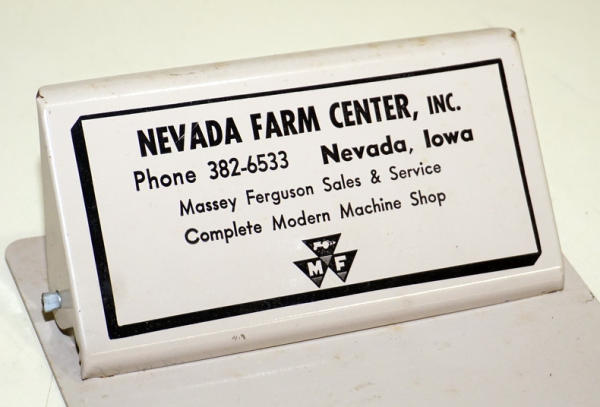 NEVADA FARM CENTER, INC.
Phone 382-6533 Nevada, Iowa
Massey Ferguson Sales & Service
Complete Modern Machine Shop
M F